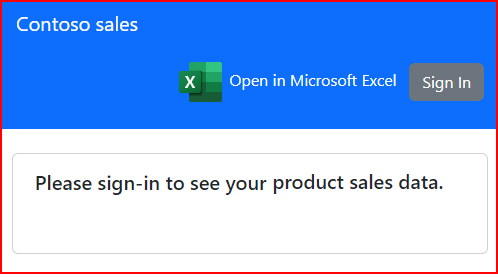 Contoso sales
X
Open in Microsoft Excel
Sign In
Please sign-in to see your product sales data.